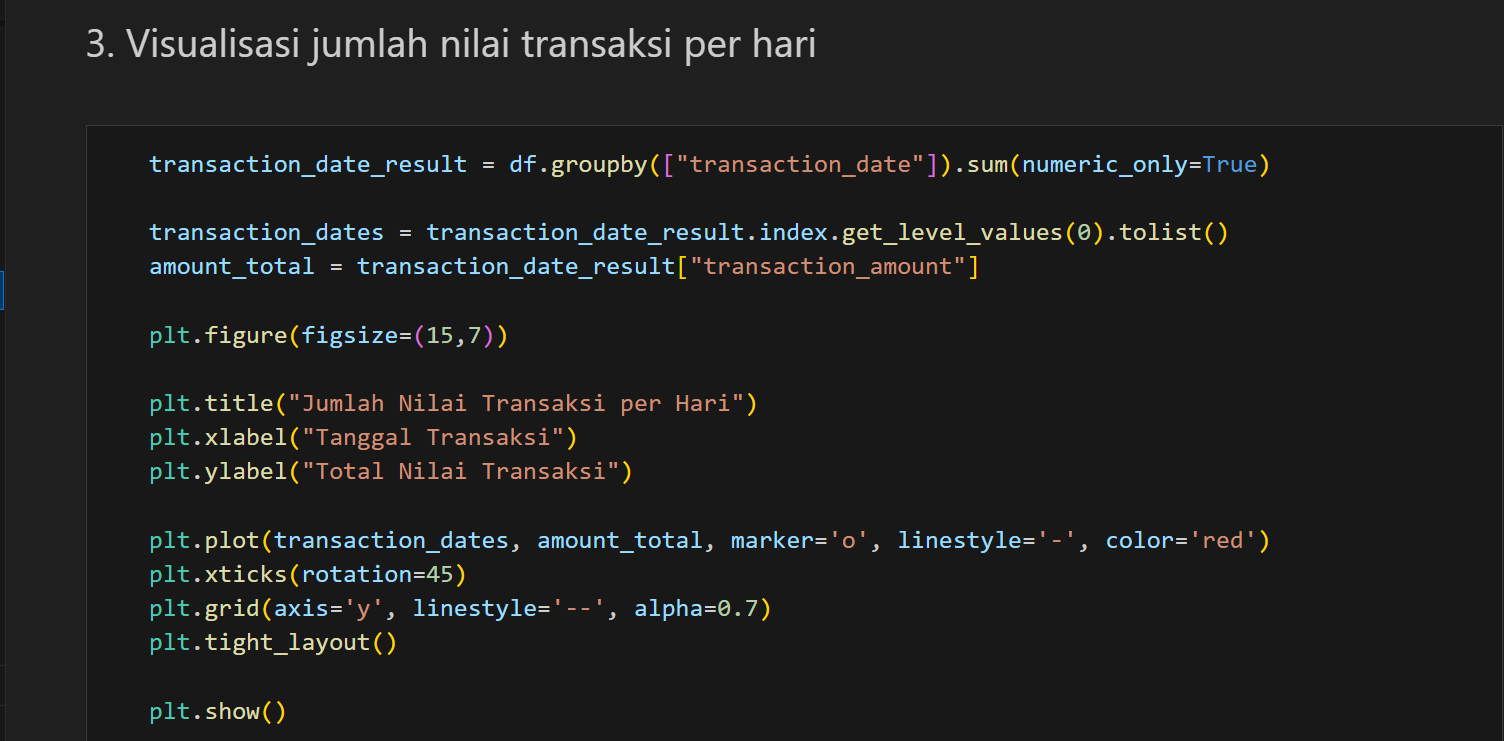 3. Visualisasi jumlah nilai transaksi per hari
transaction_date_result = df.groupby(["transaction_date"]).sum(numeric_only=True)
transaction_dates = transaction_date_result.index.get_level_values(0).tolist()
amount_total = transaction_date_result["transaction_amount"]
plt.figure(figsize=(15,7))
plt.title("Jumlah Nilai Transaksi per Hari")
plt.xlabel("Tanggal Transaksi")
plt.ylabel("Total Nilai Transaksi")
plt.plot(transaction_dates, amount_total, marker='o', linestyle='-', color='red')
plt.xticks(rotation=45)
plt.grid(axis='y', linestyle='--', alpha=0.7)
plt.tight_layout()
plt.show()